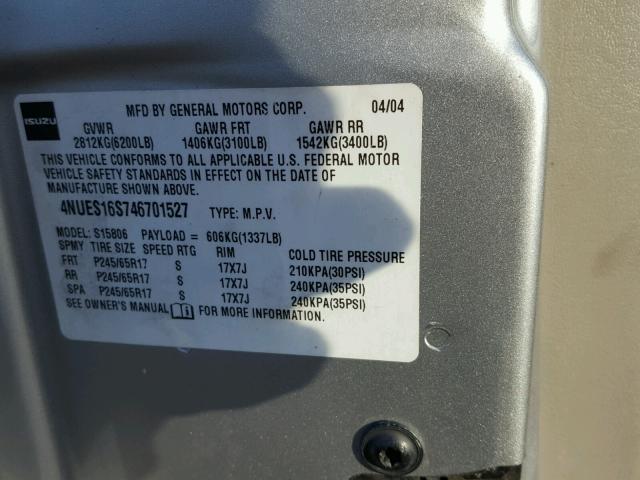 ISUZU
MFD BY GENERAL MOTORS CORP. 04/04
GVWR GAWR FRT GAWR RR
2812KG(6200LB) 1406KG(3100LB) 1542KG(3400LB)
THIS VEHICLE CONFORMS TO ALL APPLICABLE U.S. FEDERAL MOTOR
VEHICLE SAFETY STANDARDS IN EFFECT ON THE DATE OF
MANUFACTURE SHOWN ABOVE.
4NUES16S746701527 TYPE: M.P.V.
MODEL: S15806 PAYLOAD = 606KG(1337LB)
SPMY TIRE SIZE SPEED RTG RIM COLD TIRE PRESSURE
FRT P245/65R17 S 17X7J 210KPA(30PSI)
RR P245/65R17 S 17X7J 240KPA(35PSI)
SPA P245/65R17 S 17X7J 240KPA(35PSI)
SEE OWNER'S MANUAL FOR MORE INFORMATION.